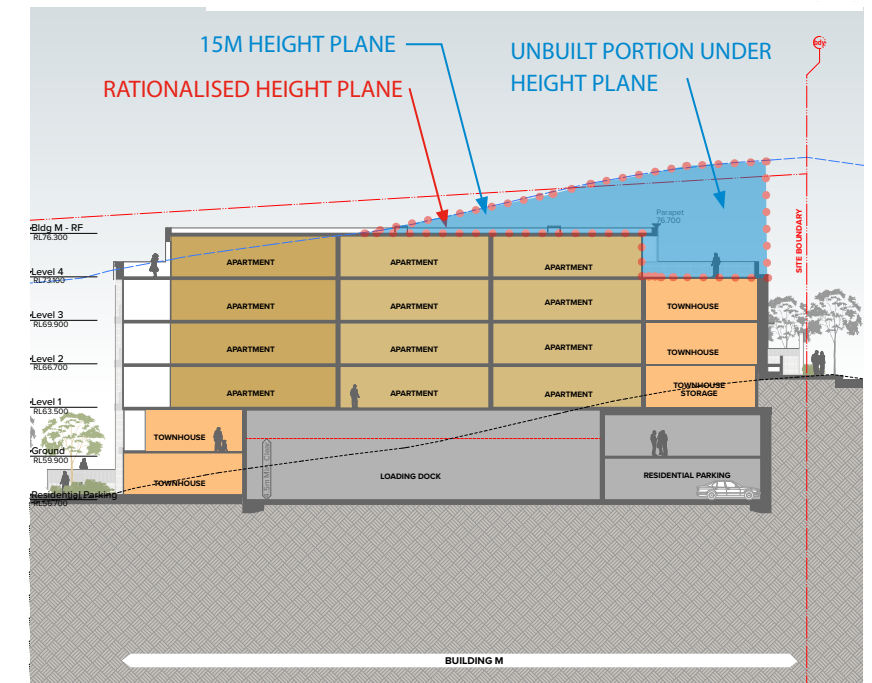 15M HEIGHT PLANE
UNBUILT PORTION UNDER
HEIGHT PLANE
RATIONALISED HEIGHT PLANE
bdy
Parapet
76.700
SITE BOUNDARY
Bldg M - RF
RL76.300
APARTMENT
APARTMENT
APARTMENT
Level 4
RL73.100
APARTMENT
APARTMENT
APARTMENT
TOWNHOUSE
Level 3
RL69.900
APARTMENT
APARTMENT
APARTMENT
TOWNHOUSE
Level 2
RL66.700
APARTMENT
APARTMENT
APARTMENT
TOWNHOUSE
STORAGE
Level 1
RL63.500
TOWNHOUSE
Ground
RL59.900
LOADING DOCK
RESIDENTIAL PARKING
TOWNHOUSE
Residential Parking
RL56.700
BUILDING M